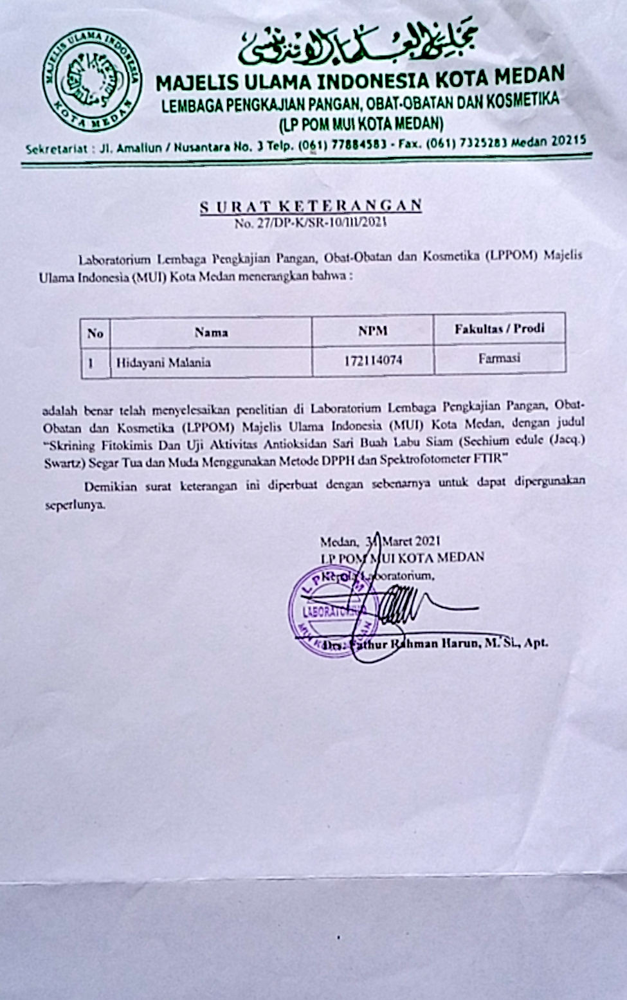 مجلس العلماء الإندونيسي
MAJELIS ULAMA INDONESIA
KOTA MEDAN
MAJELIS ULAMA INDONESIA KOTA MEDAN
LEMBAGA PENGKAJIAN PANGAN, OBAT-OBATAN DAN KOSMETIKA
(LP POM MUI KOTA MEDAN)
Sekretariat : Jl. Amaliun / Nusantara No. 3 Telp. (061) 77884583 - Fax. (061) 7325283 Medan 20215
SURAT KETERANGAN
No. 27/DP-K/SR-10/III/2021
Laboratorium Lembaga Pengkajian Pangan, Obat-Obatan dan Kosmetika (LPPOM) Majelis
Ulama Indonesia (MUI) Kota Medan menerangkan bahwa :
No Nama NPM Fakultas / Prodi
1 Hidayani Malania 172114074 Farmasi
adalah benar telah menyelesaikan penelitian di Laboratorium Lembaga Pengkajian Pangan, Obat-
Obatan dan Kosmetika (LPPOM) Majelis Ulama Indonesia (MUI) Kota Medan, dengan judul
"Skrining Fitokimis Dan Uji Aktivitas Antioksidan Sari Buah Labu Siam (Sechium edule (Jacq.)
Swartz) Segar Tua dan Muda Menggunakan Metode DPPH dan Spektrofotometer FTIR"
Demikian surat keterangan ini diperbuat dengan sebenarnya untuk dapat dipergunakan
seperlunya.
Medan, Maret 2021
LP POM MUI KOTA MEDAN
Kepala Laboratorium,
LP POM
LABORATORIUM
MUI KOTA MEDAN
Drs. Fathur Rahman Harun, M. Si., Apt.